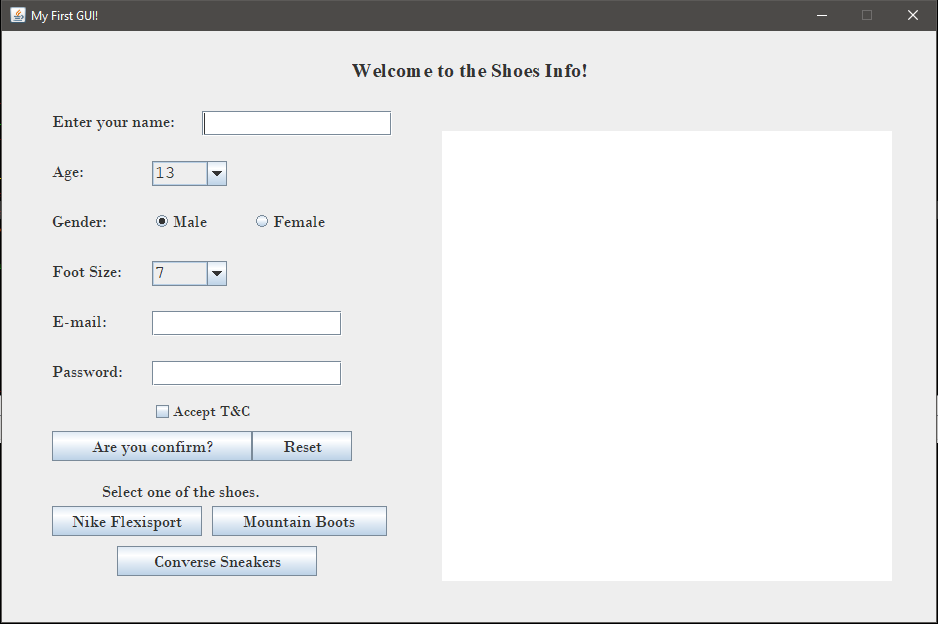 My First GUI!
Welcome to the Shoes Info!
Enter your name:
Age: 13
Gender: Male Female
Foot Size: 7
E-mail:
Password:
Accept T&C
Are you confirm? Reset
Select one of the shoes.
Nike Flexisport Mountain Boots
Converse Sneakers